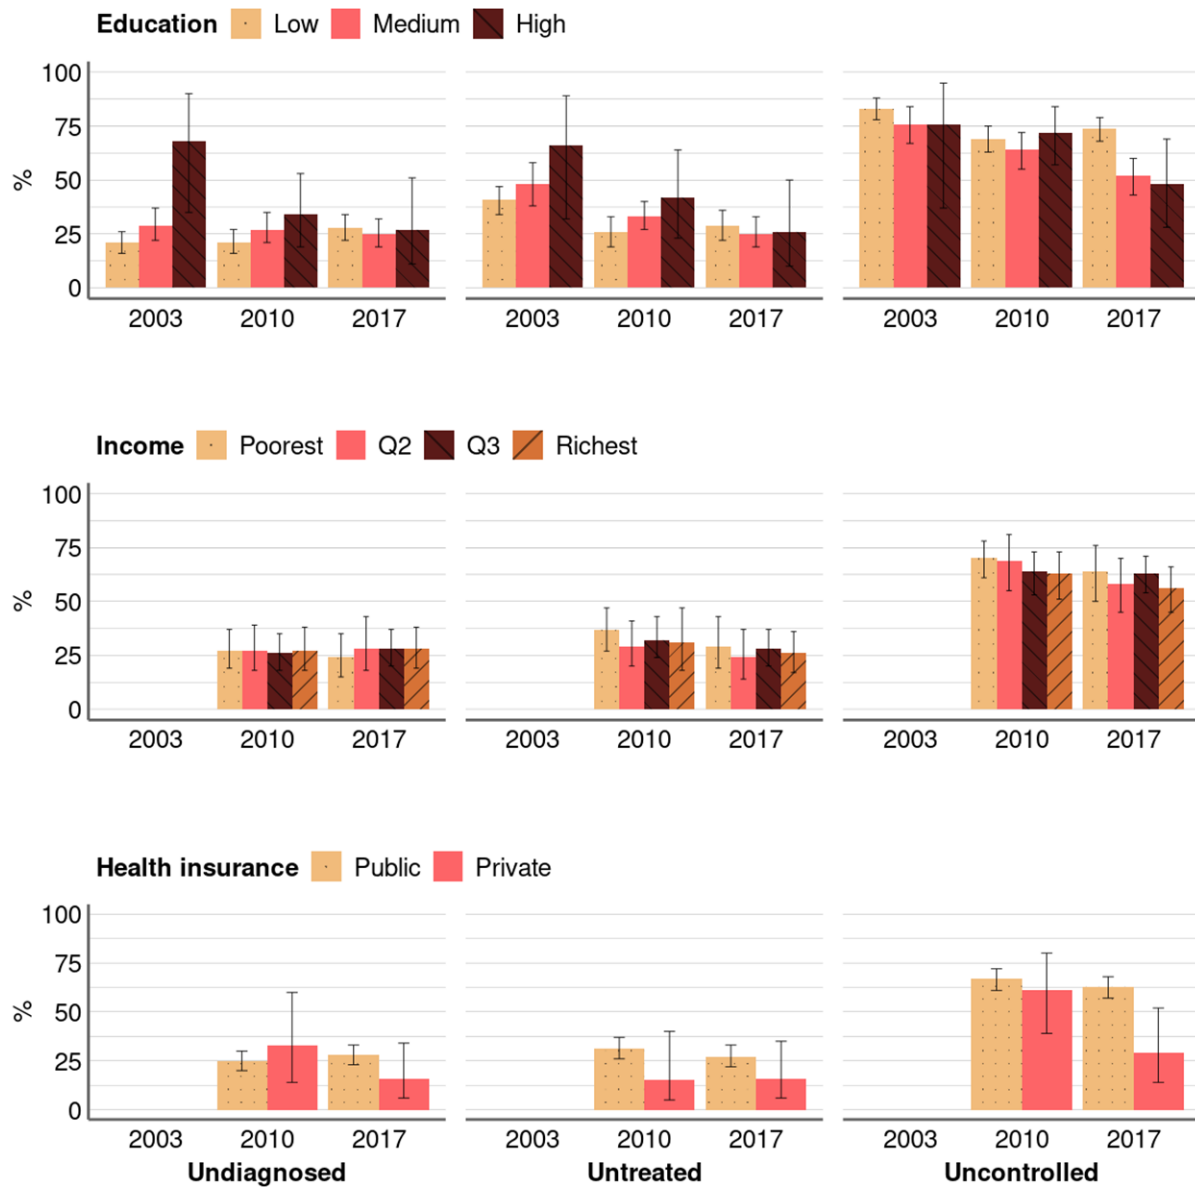 Education Low Medium High
100
75
50
25
0
%
2003 2010 2017 2003 2010 2017 2003 2010 2017
Income Poorest Q2 Q3 Richest
100
75
50
25
0
%
2003 2010 2017 2003 2010 2017 2003 2010 2017
Health insurance Public Private
100
75
50
25
0
%
2003 2010 2017 2003 2010 2017 2003 2010 2017
Undiagnosed Untreated Uncontrolled